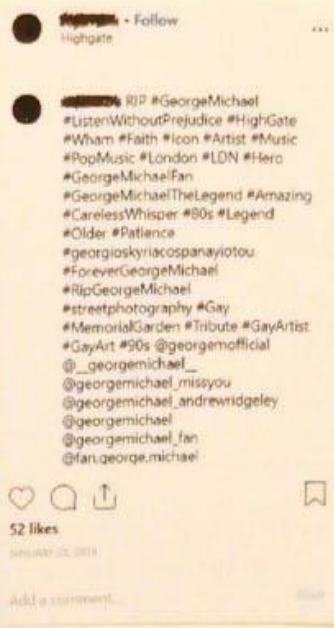 • Follow
Highgate
RIP #GeorgeMichael
#ListenWithoutPrejudice #HighGate
#Wham #Faith #Icon #Artist #Music
#PopMusic #London #LDN #Hero
#GeorgeMichaelFan
#GeorgeMichaelTheLegend #Amazing
#CarelessWhisper #80s #Legend
#Older #Patience
#georgioskyriacospanayiotou
#ForeverGeorgeMichael
#RipGeorgeMichael
#streetphotography #Gay
#MemorialGarden #Tribute #GayArtist
#GayArt #90s @georgemofficial
@__georgemichael__
@georgemichael_missyou
@georgemichael_andrewridgeley
@georgemichael
@georgemichael_fan
@fan.george.michael
52 likes
Add a comment...